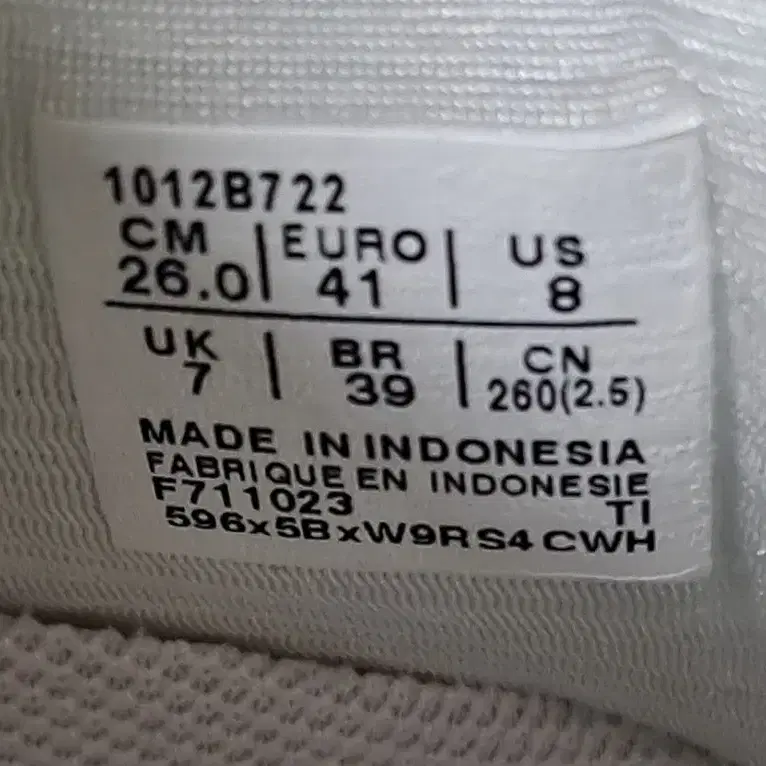 1012B722
CM | EURO | US
26.0 | 41 | 8
UK | BR | CN
7 | 39 | 260(2.5)
MADE IN INDONESIA
FABRIQUE EN INDONESIE
F711023 TI
596x5BxW9RS4CWH